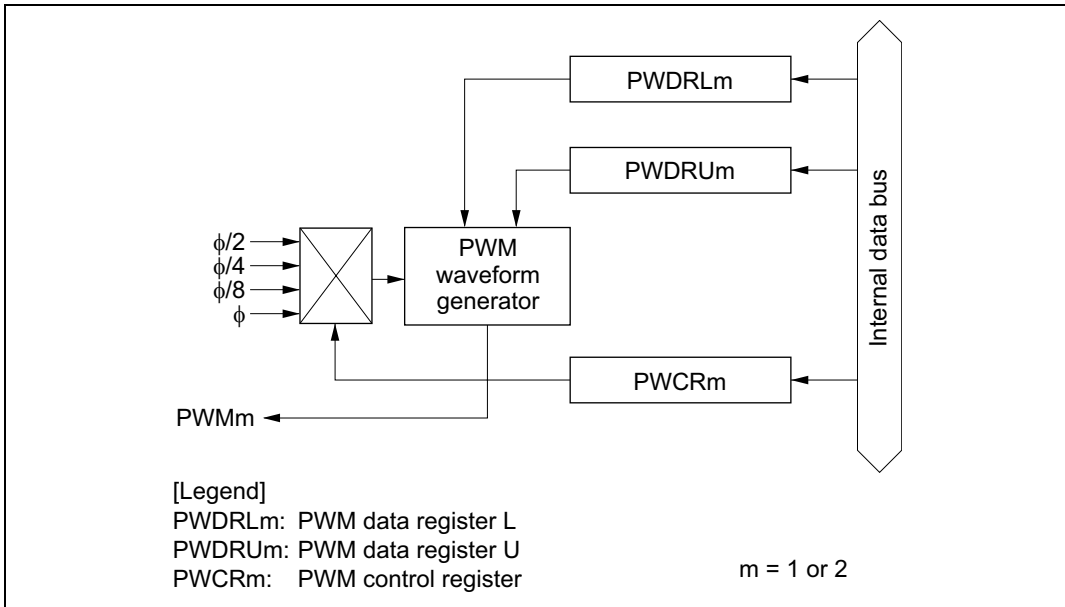 PWDRLm
PWDRUm
Internal data bus
ϕ/2
ϕ/4
ϕ/8
ϕ
PWM
waveform
generator
PWCRm
PWMm
[Legend]
PWDRLm: PWM data register L
PWDRUm: PWM data register U
PWCRm: PWM control register
m = 1 or 2